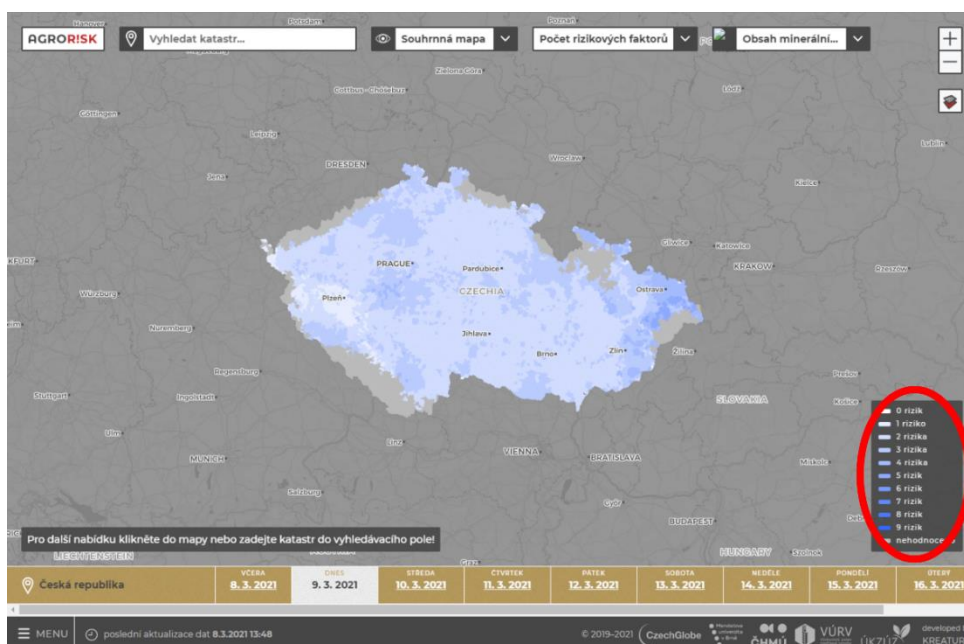 AGRORISK
Vyhledat katastr...
Souhrnná mapa
Počet rizikových faktorů
Obsah minerální...
Potsdam
Poznań
Zielona Góra
Cottbus - Chóśebuz
Łódź
Göttingen
Leipzig
Lublin
DRESDEN
Wrocław
Jena
Kielce
Gliwice
Katowice
KRAKOW
Rzeszów
PRAGUE
Pardubice
CZECHIA
Plzeň
Ostrava
Würzburg
Nuremberg
Jihlava
Brno
Zlín
Žilina
Regensburg
Prešov
Stuttgart
Ingolstadt
SLOVAKIA
Košice
Ulm
Linz
VIENNA
BRATISLAVA
MUNICH
Miskolc
Salzburg
Győr
BUDAPEST
LIECHTENSTEIN
Graz
HUNGARY
Szolnok
0 rizik
1 riziko
2 rizika
3 rizika
4 rizika
5 rizik
6 rizik
7 rizik
8 rizik
9 rizik
Pro další nabídku klikněte do mapy nebo zadejte katastr do vyhledávacího pole!
Česká republika
VČERA
8. 3. 2021
DNES
9. 3. 2021
STŘEDA
10. 3. 2021
ČTVRTEK
11. 3. 2021
PÁTEK
12. 3. 2021
SOBOTA
13. 3. 2021
NEDĚLE
14. 3. 2021
PONDĚLÍ
15. 3. 2021
ÚTERÝ
16. 3. 2021
MENU
poslední aktualizace dat 8.3.2021 13:48
© 2019–2021
CzechGlobe
Mendelova univerzita v Brně
ČHMÚ
VÚRV
ÚKZÚZ
developed
KREATUR